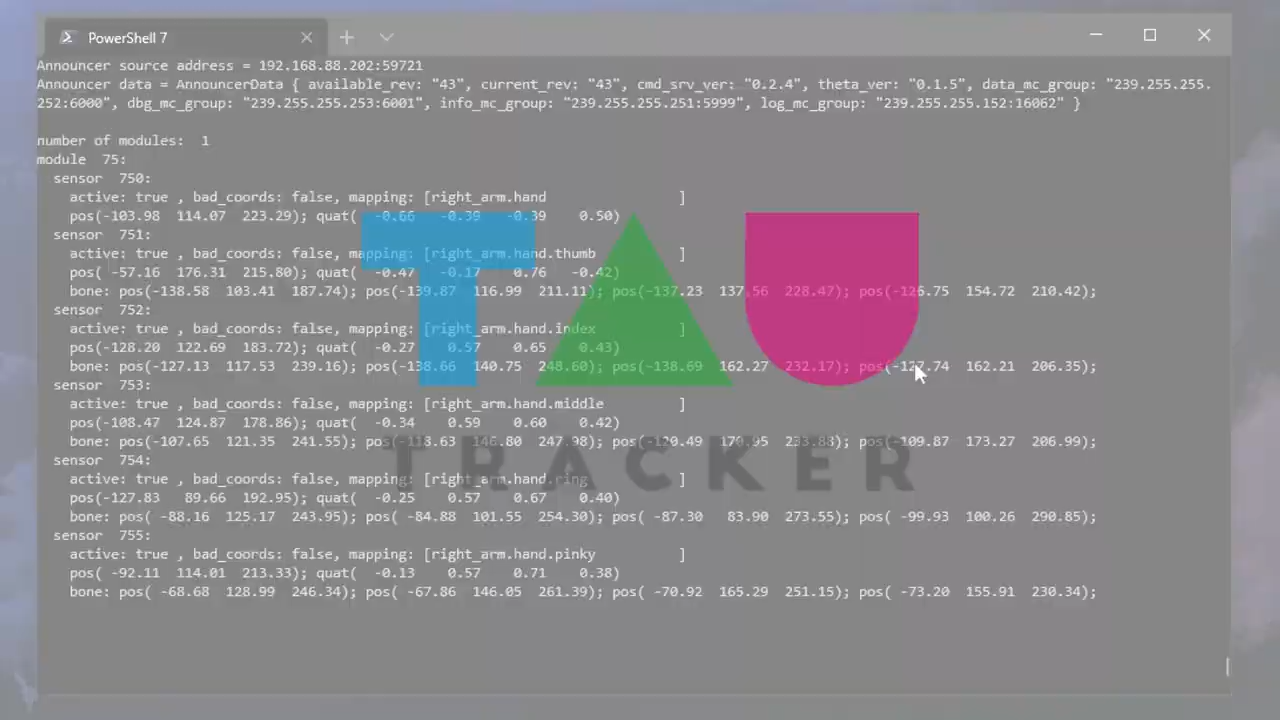 PowerShell 7
Announcer source address = 192.168.88.202:59721
Announcer data = AnnouncerData { available_rev: "43", current_rev: "43", cmd_srv_ver: "0.2.4", theta_ver: "0.1.5", data_mc_group: "239.255.255.
252:6000", dbg_mc_group: "239.255.255.253:6001", info_mc_group: "239.255.255.251:5999", log_mc_group: "239.255.255.152:16062" }
number of modules:  1
module  75:
sensor  750:
active: true , bad_coords: false, mapping: [right_arm.hand                ]
pos(-103.98  114.07  223.29); quat(  -0.66   -0.39   -0.39    0.50)
sensor  751:
active: true , bad_coords: false, mapping: [right_arm.hand.thumb          ]
pos( -57.16  176.31  215.80); quat(  -0.47   -0.17    0.76   -0.42)
bone: pos(-138.58  103.41  187.74); pos(-139.87  116.99  211.11); pos(-137.23  137.56  228.47); pos(-126.75  154.72  210.42);
sensor  752:
active: true , bad_coords: false, mapping: [right_arm.hand.index          ]
pos(-128.20  122.69  183.72); quat(  -0.27    0.57    0.65    0.43)
bone: pos(-127.13  117.53  239.16); pos(-138.66  140.75  248.60); pos(-138.69  162.27  232.17); pos(-127.74  162.21  206.35);
sensor  753:
active: true , bad_coords: false, mapping: [right_arm.hand.middle         ]
pos(-108.47  124.87  178.86); quat(  -0.34    0.59    0.60    0.42)
bone: pos(-107.65  121.35  241.55); pos(-118.63  146.80  247.98); pos(-120.49  170.95  233.88); pos(-109.87  173.27  206.99);
sensor  754:
active: true , bad_coords: false, mapping: [right_arm.hand.ring           ]
pos(-127.83   89.66  192.95); quat(  -0.25    0.57    0.67    0.40)
bone: pos( -88.16  125.17  243.95); pos( -84.88  101.55  254.30); pos( -87.30   83.90  273.55); pos( -99.93  100.26  290.85);
sensor  755:
active: true , bad_coords: false, mapping: [right_arm.hand.pinky          ]
pos( -92.11  114.01  213.33); quat(  -0.13    0.57    0.71    0.38)
bone: pos( -68.68  128.99  246.34); pos( -67.86  146.05  261.39); pos( -70.92  165.29  251.15); pos( -73.20  155.91  230.34);
TAU
TRACKER